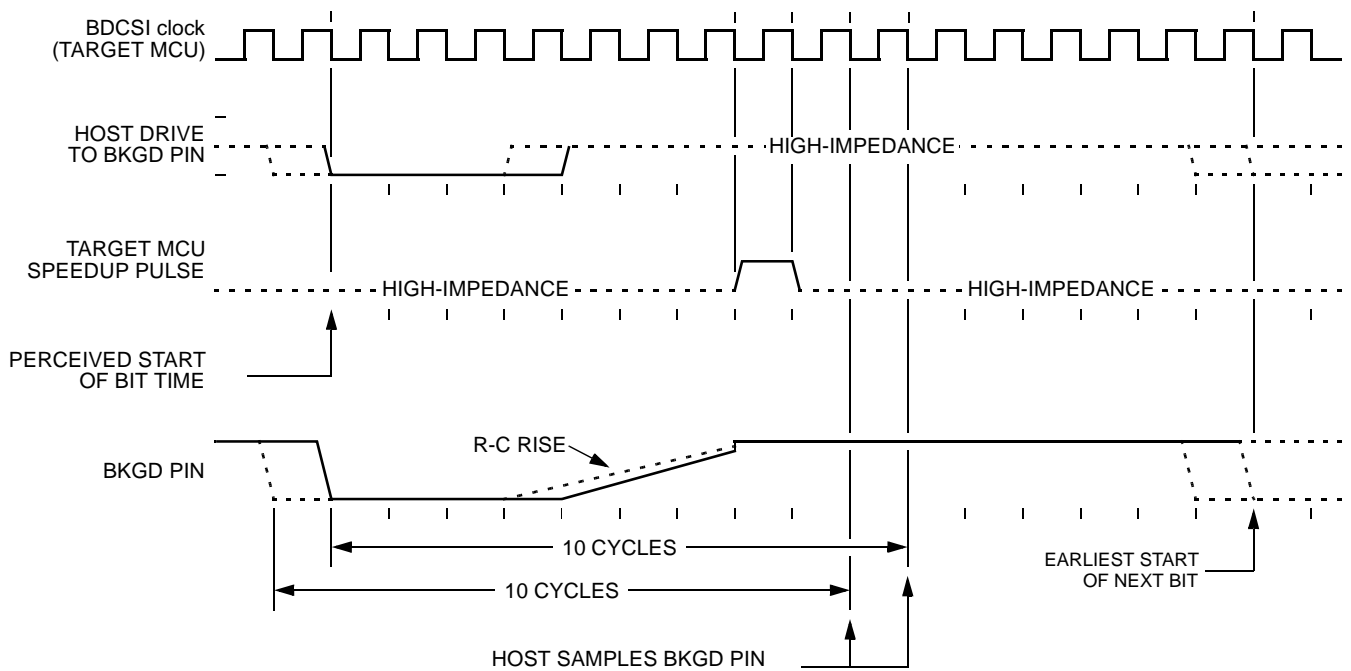 BDCSI clock
(TARGET MCU)
HOST DRIVE
TO BKGD PIN
HIGH-IMPEDANCE
TARGET MCU
SPEEDUP PULSE
HIGH-IMPEDANCE
HIGH-IMPEDANCE
PERCEIVED START
OF BIT TIME
R-C RISE
BKGD PIN
10 CYCLES
EARLIEST START
OF NEXT BIT
10 CYCLES
HOST SAMPLES BKGD PIN